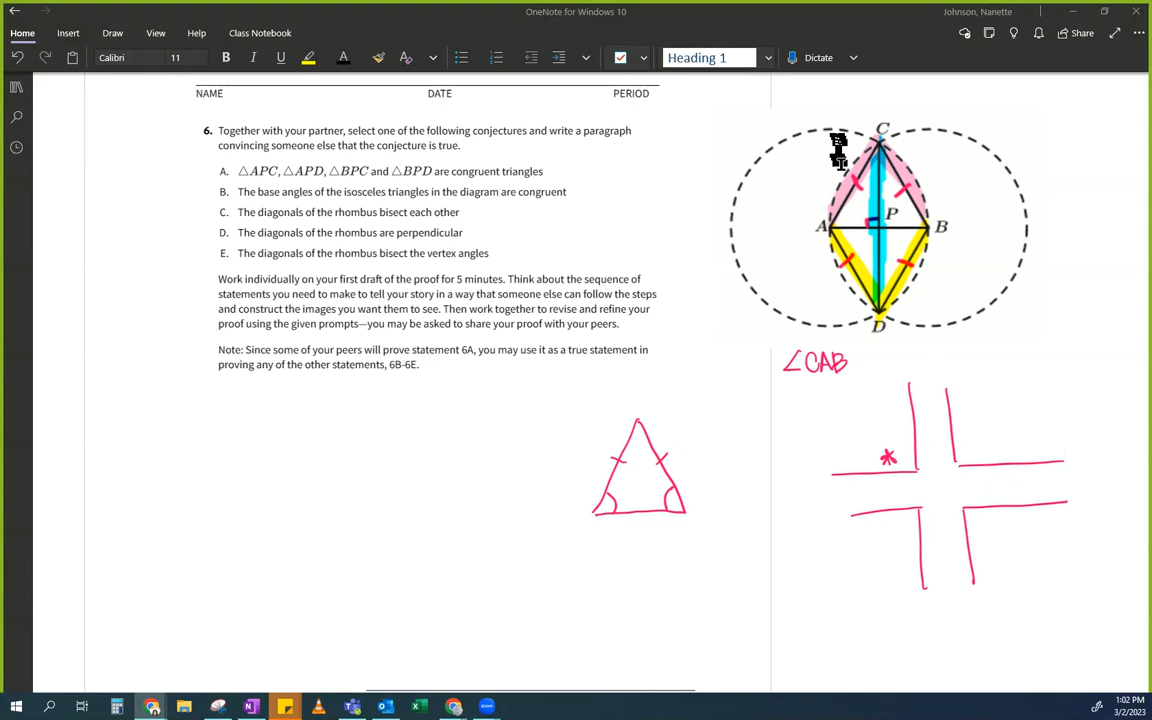 OneNote for Windows 10
Johnson, Nanette
Home Insert Draw View Help Class Notebook
Share
Calibri 11 B I U A A Heading 1 Dictate
NAME DATE PERIOD
6. Together with your partner, select one of the following conjectures and write a paragraph
convincing someone else that the conjecture is true.
A. △APC, △APD, △BPC and △BPD are congruent triangles
B. The base angles of the isosceles triangles in the diagram are congruent
C. The diagonals of the rhombus bisect each other
D. The diagonals of the rhombus are perpendicular
E. The diagonals of the rhombus bisect the vertex angles
Work individually on your first draft of the proof for 5 minutes. Think about the sequence of
statements you need to make to tell your story in a way that someone else can follow the steps
and construct the images you want them to see. Then work together to revise and refine your
proof using the given prompts—you may be asked to share your proof with your peers.
Note: Since some of your peers will prove statement 6A, you may use it as a true statement in
proving any of the other statements, 6B-6E.
C
P
A
B
D
∠CAB
*
1:02 PM
3/2/2023